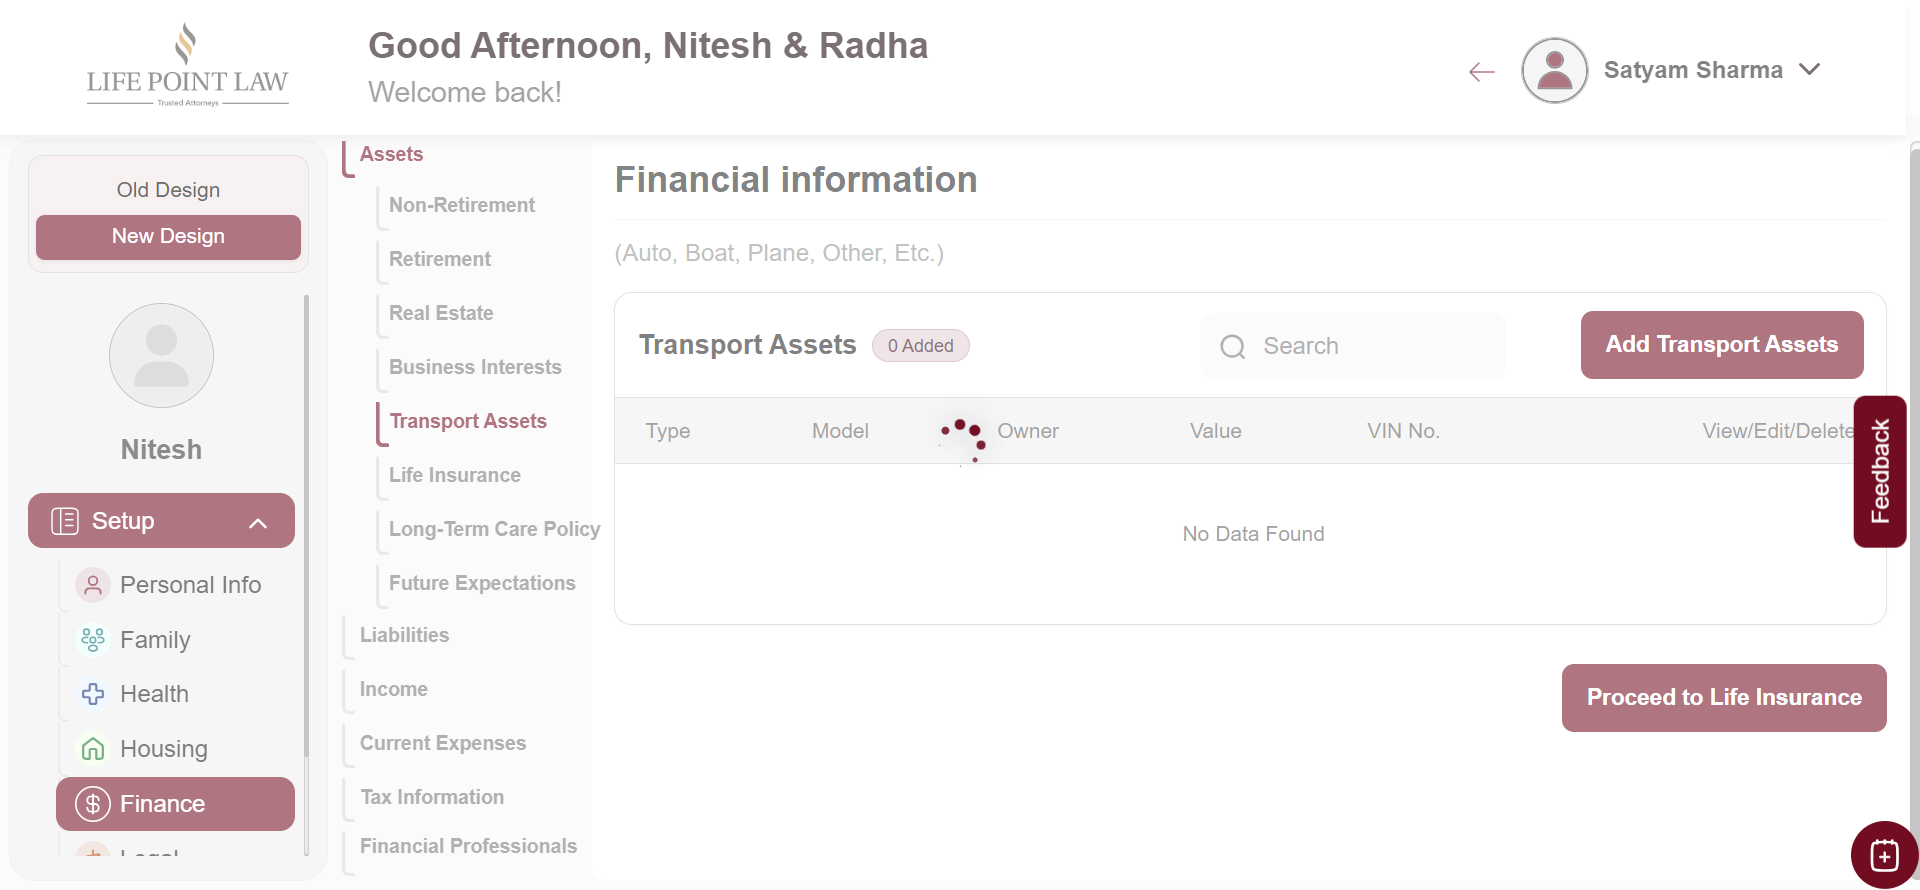 LIFE POINT LAW
Trusted Attorneys
Good Afternoon, Nitesh & Radha
Welcome back!
Satyam Sharma
Old Design
New Design
Nitesh
Setup
Personal Info
Family
Health
Housing
Finance
Legal
Assets
Non-Retirement
Retirement
Real Estate
Business Interests
Transport Assets
Life Insurance
Long-Term Care Policy
Future Expectations
Liabilities
Income
Current Expenses
Tax Information
Financial Professionals
Financial information
(Auto, Boat, Plane, Other, Etc.)
Transport Assets 0 Added Search Add Transport Assets
Type Model Owner Value VIN No. View/Edit/Delete
No Data Found
Proceed to Life Insurance
Feedback